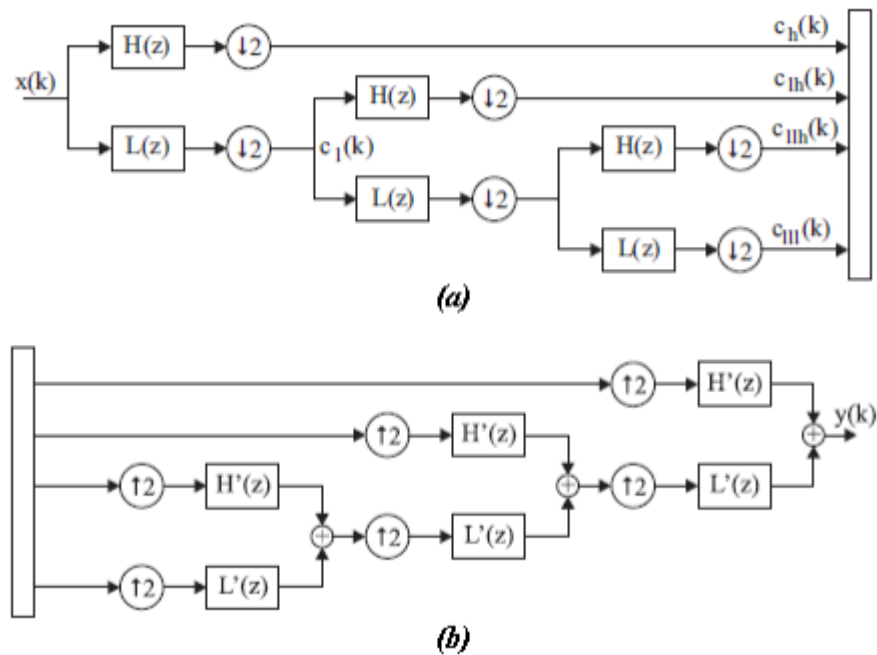 c_h(k)
H(z) ↓2
x(k)
c_lh(k)
H(z) ↓2
c_llh(k)
L(z) ↓2 c_l(k) H(z) ↓2
L(z) ↓2
c_lll(k)
L(z) ↓2
(a)
↑2 H'(z)
y(k)
↑2 H'(z) +
↑2 H'(z) + ↑2 L'(z)
+ ↑2 L'(z)
↑2 L'(z)
(b)